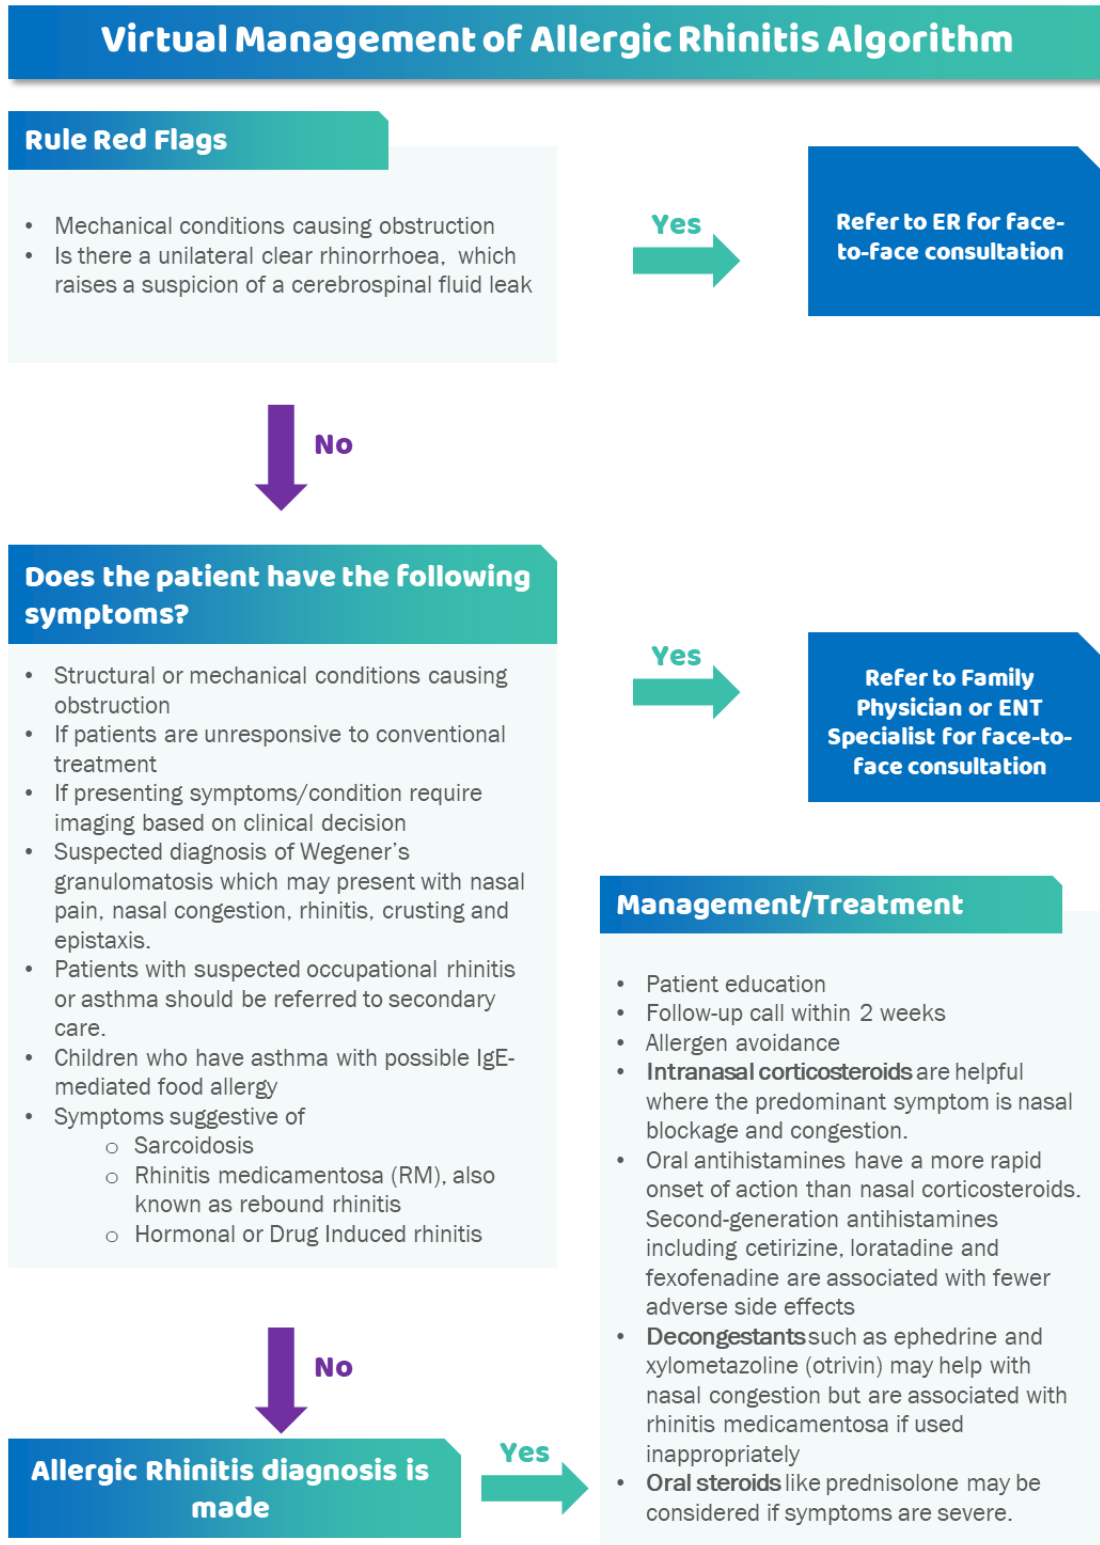 Virtual Management of Allergic Rhinitis Algorithm
Rule Red Flags
• Mechanical conditions causing obstruction
• Is there a unilateral clear rhinorrhoea, which
raises a suspicion of a cerebrospinal fluid leak
Yes
Refer to ER for face-
to-face consultation
No
Does the patient have the following
symptoms?
• Structural or mechanical conditions causing
obstruction
• If patients are unresponsive to conventional
treatment
• If presenting symptoms/condition require
imaging based on clinical decision
• Suspected diagnosis of Wegener's
granulomatosis which may present with nasal
pain, nasal congestion, rhinitis, crusting and
epistaxis.
• Patients with suspected occupational rhinitis
or asthma should be referred to secondary
care.
• Children who have asthma with possible IgE-
mediated food allergy
• Symptoms suggestive of
o Sarcoidosis
o Rhinitis medicamentosa (RM), also
known as rebound rhinitis
o Hormonal or Drug Induced rhinitis
Yes
Refer to Family
Physician or ENT
Specialist for face-to-
face consultation
No
Allergic Rhinitis diagnosis is
made
Yes
Management/Treatment
• Patient education
• Follow-up call within 2 weeks
• Allergen avoidance
• Intranasal corticosteroids are helpful
where the predominant symptom is nasal
blockage and congestion.
• Oral antihistamines have a more rapid
onset of action than nasal corticosteroids.
Second-generation antihistamines
including cetirizine, loratadine and
fexofenadine are associated with fewer
adverse side effects
• Decongestants such as ephedrine and
xylometazoline (otrivin) may help with
nasal congestion but are associated with
rhinitis medicamentosa if used
inappropriately
• Oral steroids like prednisolone may be
considered if symptoms are severe.